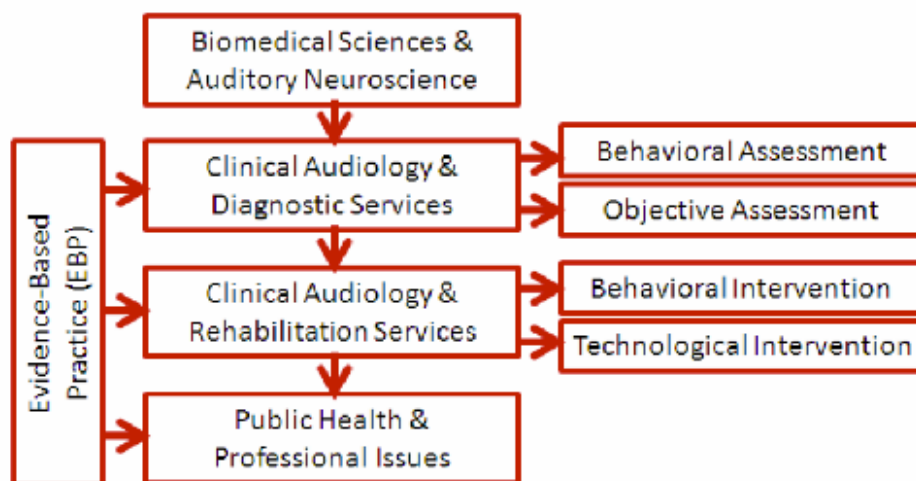 Biomedical Sciences &
Auditory Neuroscience
Evidence-Based
Practice (EBP)
Clinical Audiology &
Diagnostic Services
Behavioral Assessment
Objective Assessment
Clinical Audiology &
Rehabilitation Services
Behavioral Intervention
Technological Intervention
Public Health &
Professional Issues